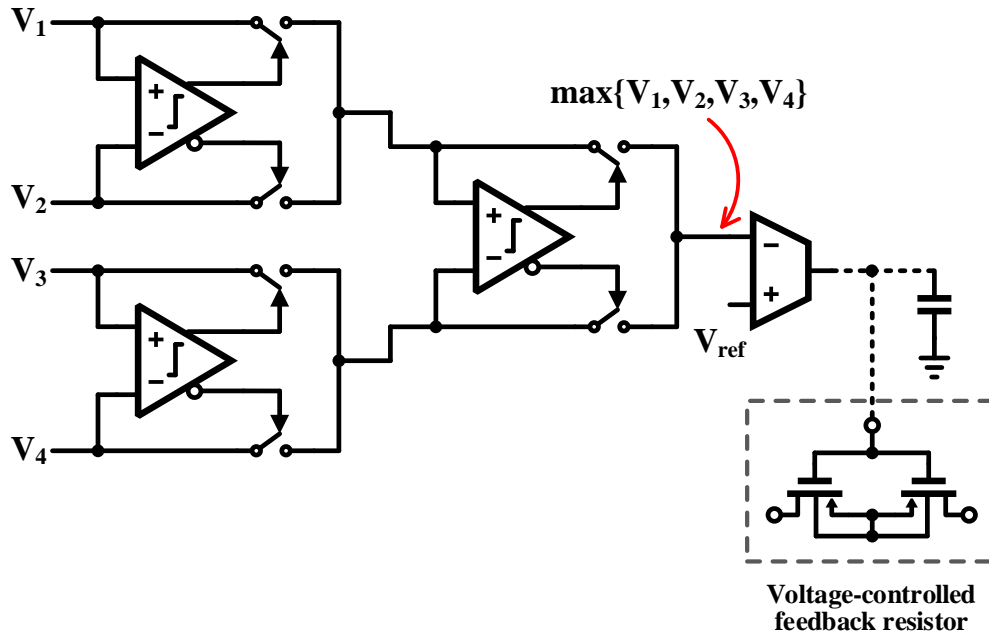 V1
max{V1,V2,V3,V4}
+
−
V2
+
−
V3
−
+
+
−
Vref
V4
Voltage-controlled
feedback resistor